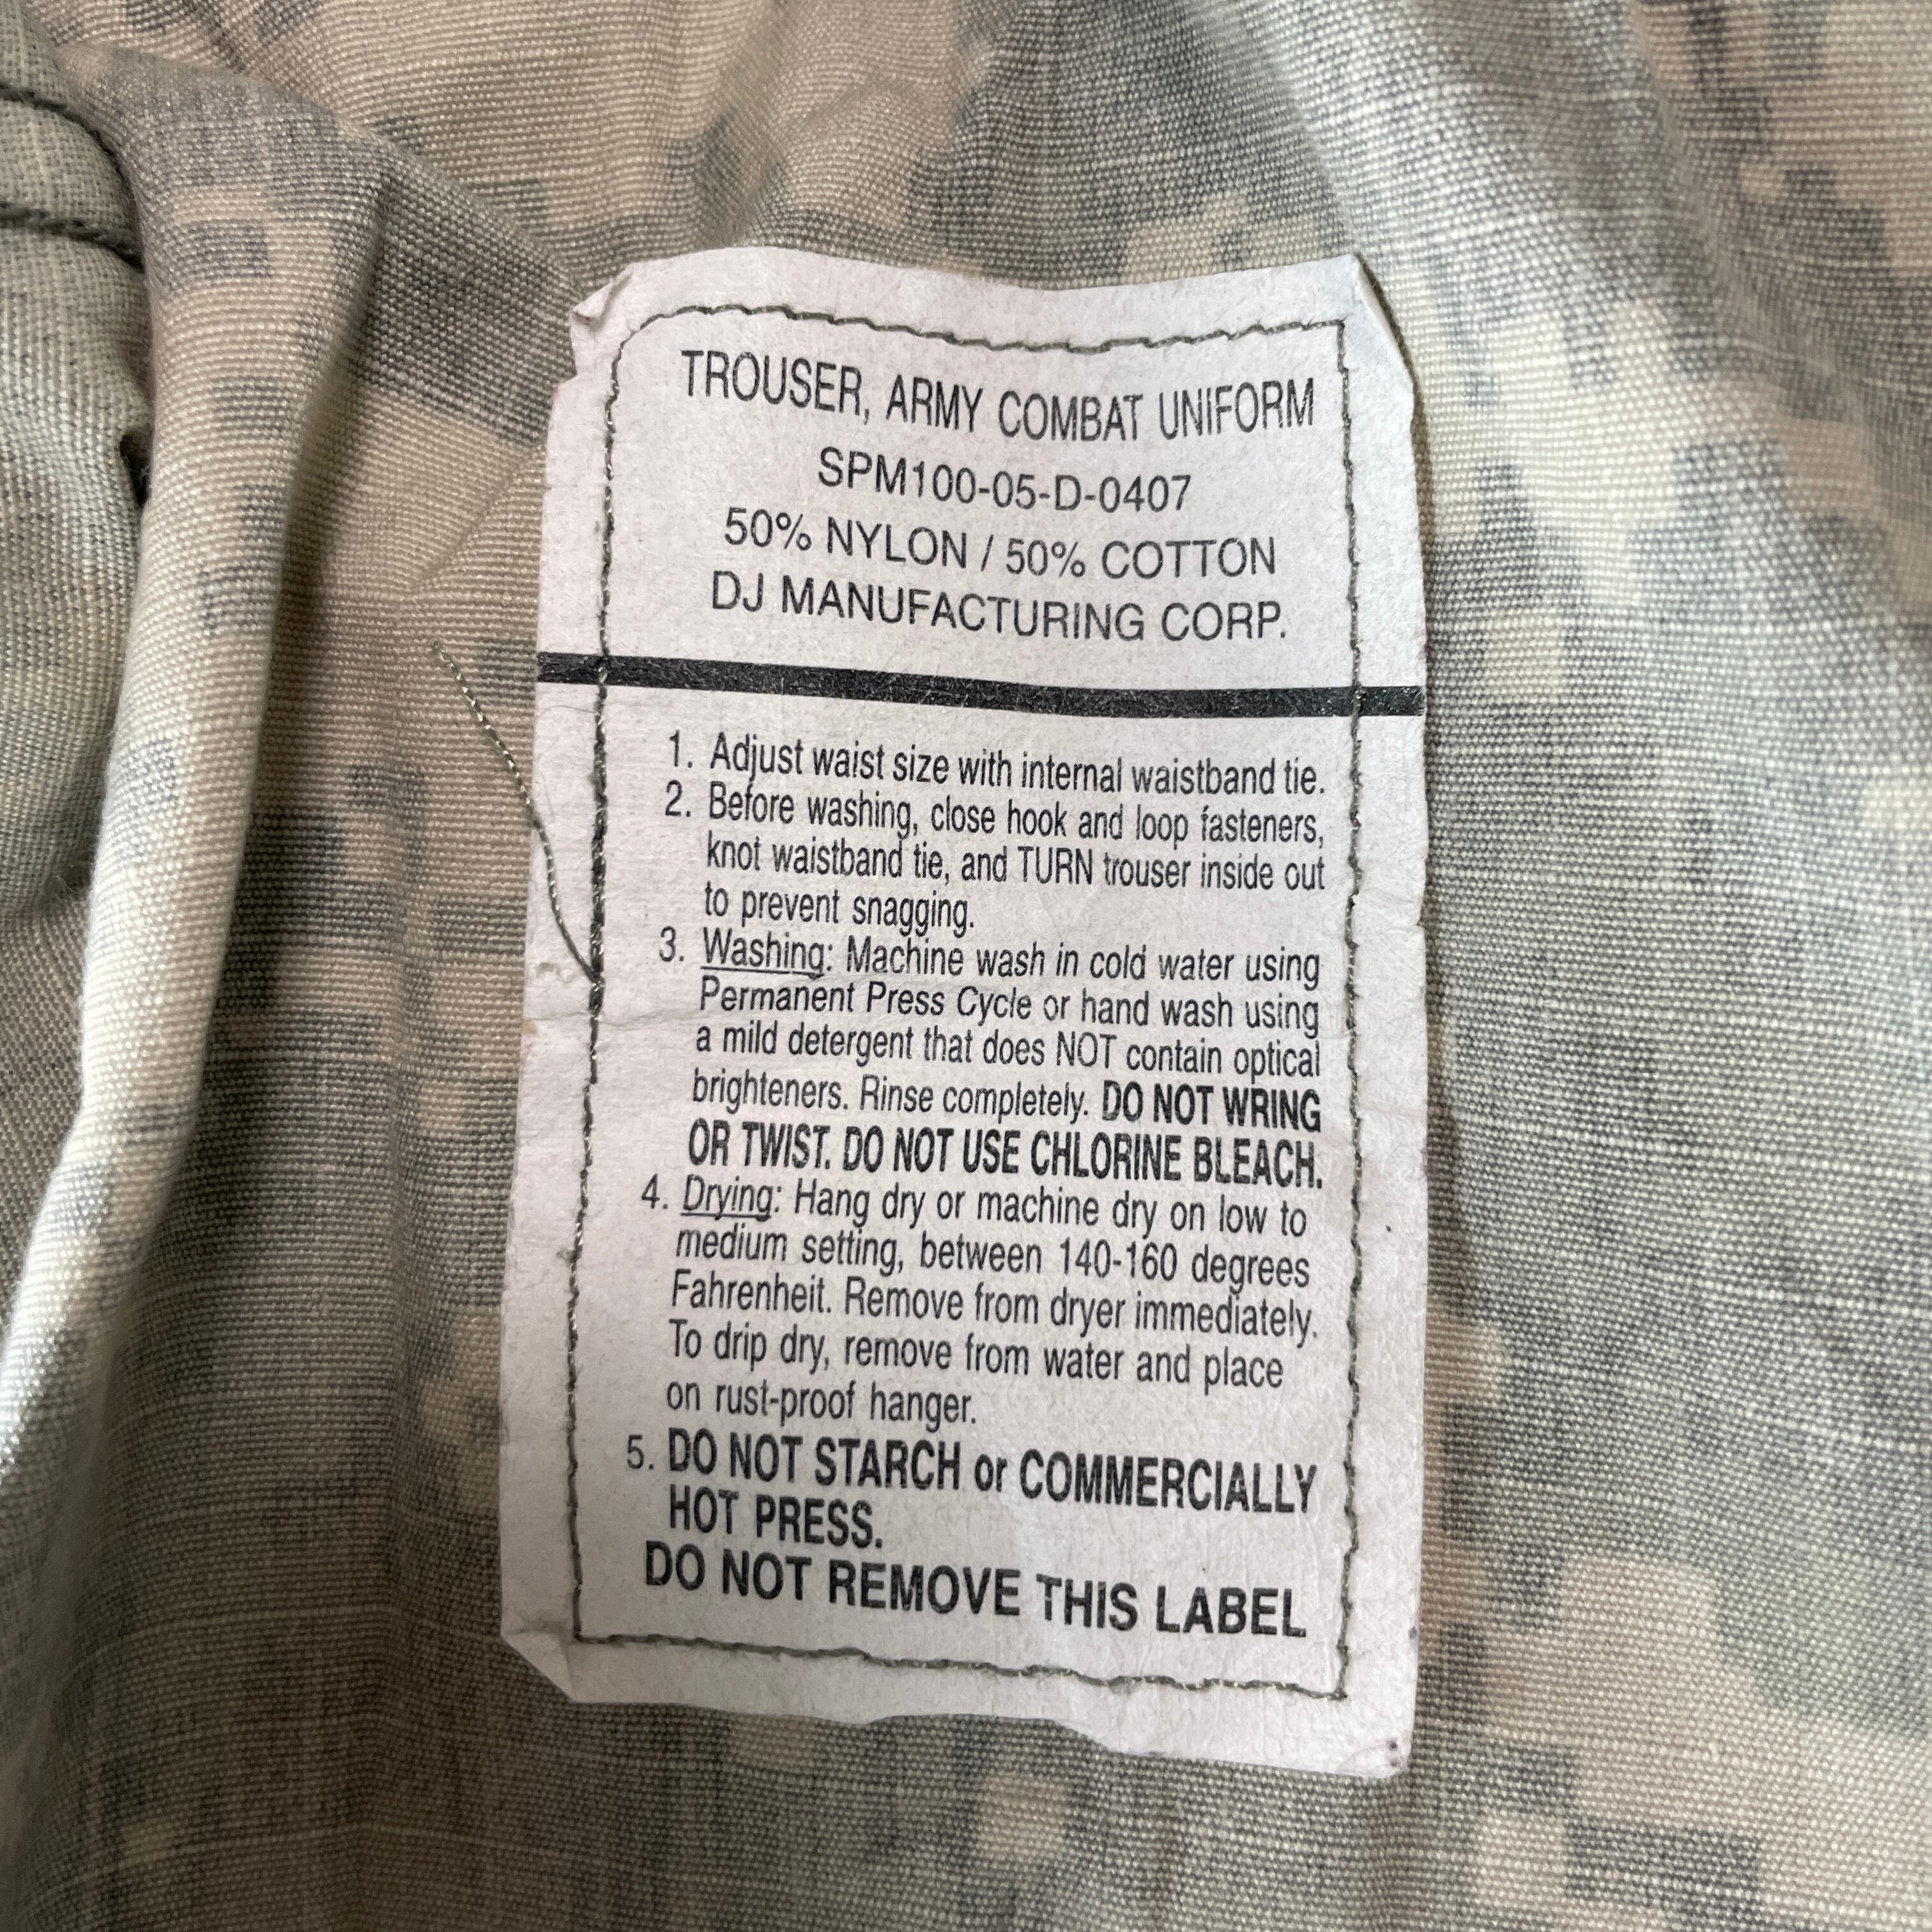 TROUSER, ARMY COMBAT UNIFORM
SPM100-05-D-0407
50% NYLON / 50% COTTON
DJ MANUFACTURING CORP.
1. Adjust waist size with internal waistband tie.
2. Before washing, close hook and loop fasteners,
knot waistband tie, and TURN trouser inside out
to prevent snagging.
3. Washing: Machine wash in cold water using
Permanent Press Cycle or hand wash using
a mild detergent that does NOT contain optical
brighteners. Rinse completely. DO NOT WRING
OR TWIST. DO NOT USE CHLORINE BLEACH.
4. Drying: Hang dry or machine dry on low to
medium setting, between 140-160 degrees
Fahrenheit. Remove from dryer immediately.
To drip dry, remove from water and place
on rust-proof hanger.
5. DO NOT STARCH or COMMERCIALLY
HOT PRESS.
DO NOT REMOVE THIS LABEL